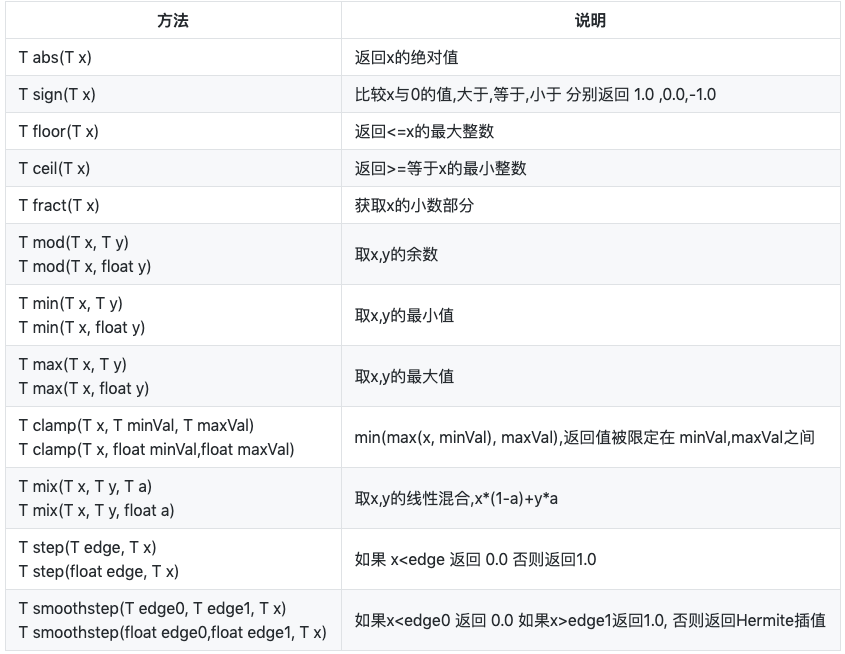 方法 说明
T abs(T x) 返回x的绝对值
T sign(T x) 比较x与0的值,大于,等于,小于 分别返回 1.0 ,0.0,-1.0
T floor(T x) 返回<=x的最大整数
T ceil(T x) 返回>=等于x的最小整数
T fract(T x) 获取x的小数部分
T mod(T x, T y)
T mod(T x, float y)
取x,y的余数
T min(T x, T y)
T min(T x, float y)
取x,y的最小值
T max(T x, T y)
T max(T x, float y)
取x,y的最大值
T clamp(T x, T minVal, T maxVal)
T clamp(T x, float minVal,float maxVal)
min(max(x, minVal), maxVal),返回值被限定在 minVal,maxVal之间
T mix(T x, T y, T a)
T mix(T x, T y, float a)
取x,y的线性混合,x*(1-a)+y*a
T step(T edge, T x)
T step(float edge, T x)
如果 x<edge 返回 0.0 否则返回1.0
T smoothstep(T edge0, T edge1, T x)
T smoothstep(float edge0,float edge1, T x)
如果x<edge0 返回 0.0 如果x>edge1返回1.0, 否则返回Hermite插值